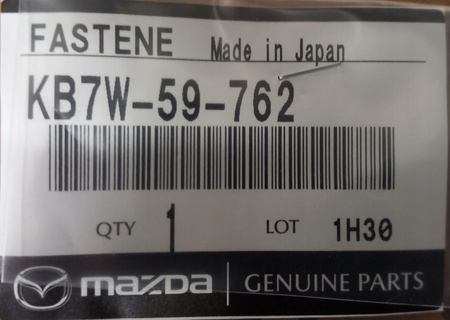 FASTENE Made in Japan
KB7W-59-762
QTY 1 LOT 1H30
mazda GENUINE PARTS